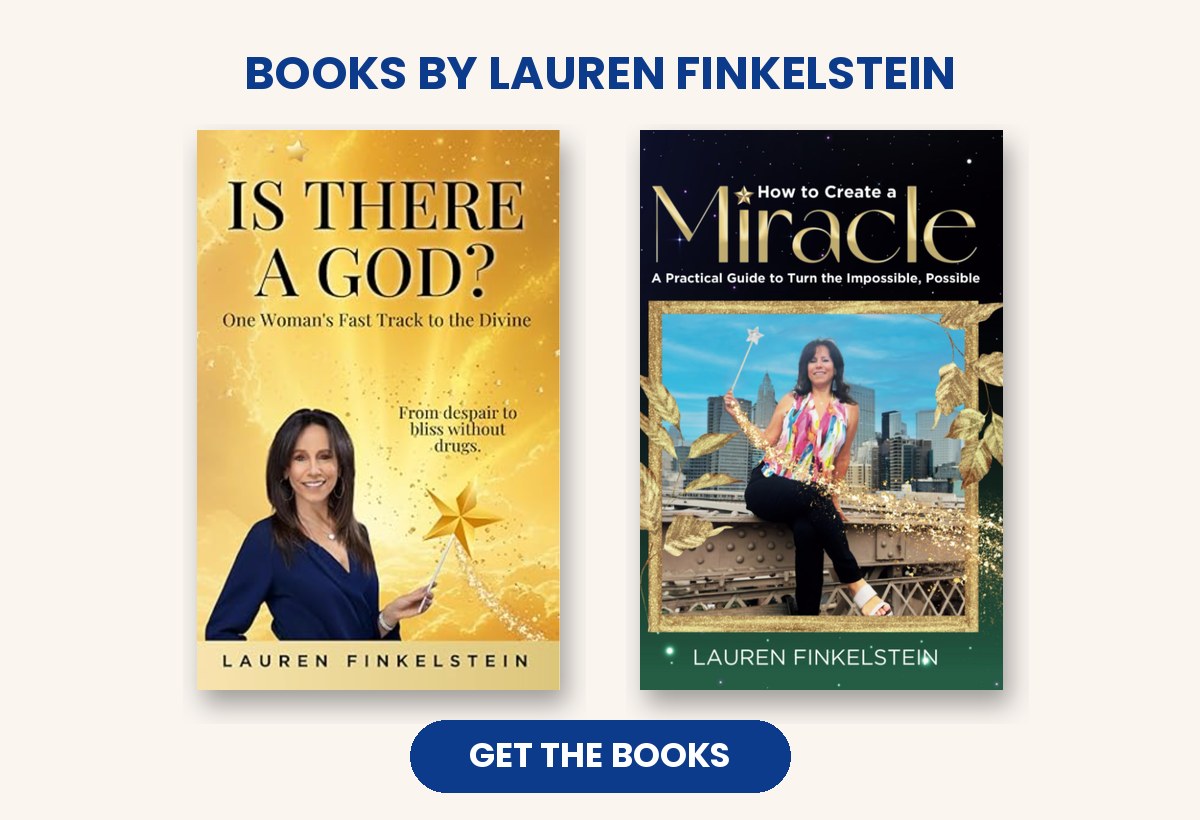 BOOKS BY LAUREN FINKELSTEIN
IS THERE
A GOD?
One Woman's Fast Track to the Divine
From despair to
bliss without
drugs.
LAUREN FINKELSTEIN
How to Create a
Miracle
A Practical Guide to Turn the Impossible, Possible
LAUREN FINKELSTEIN
GET THE BOOKS